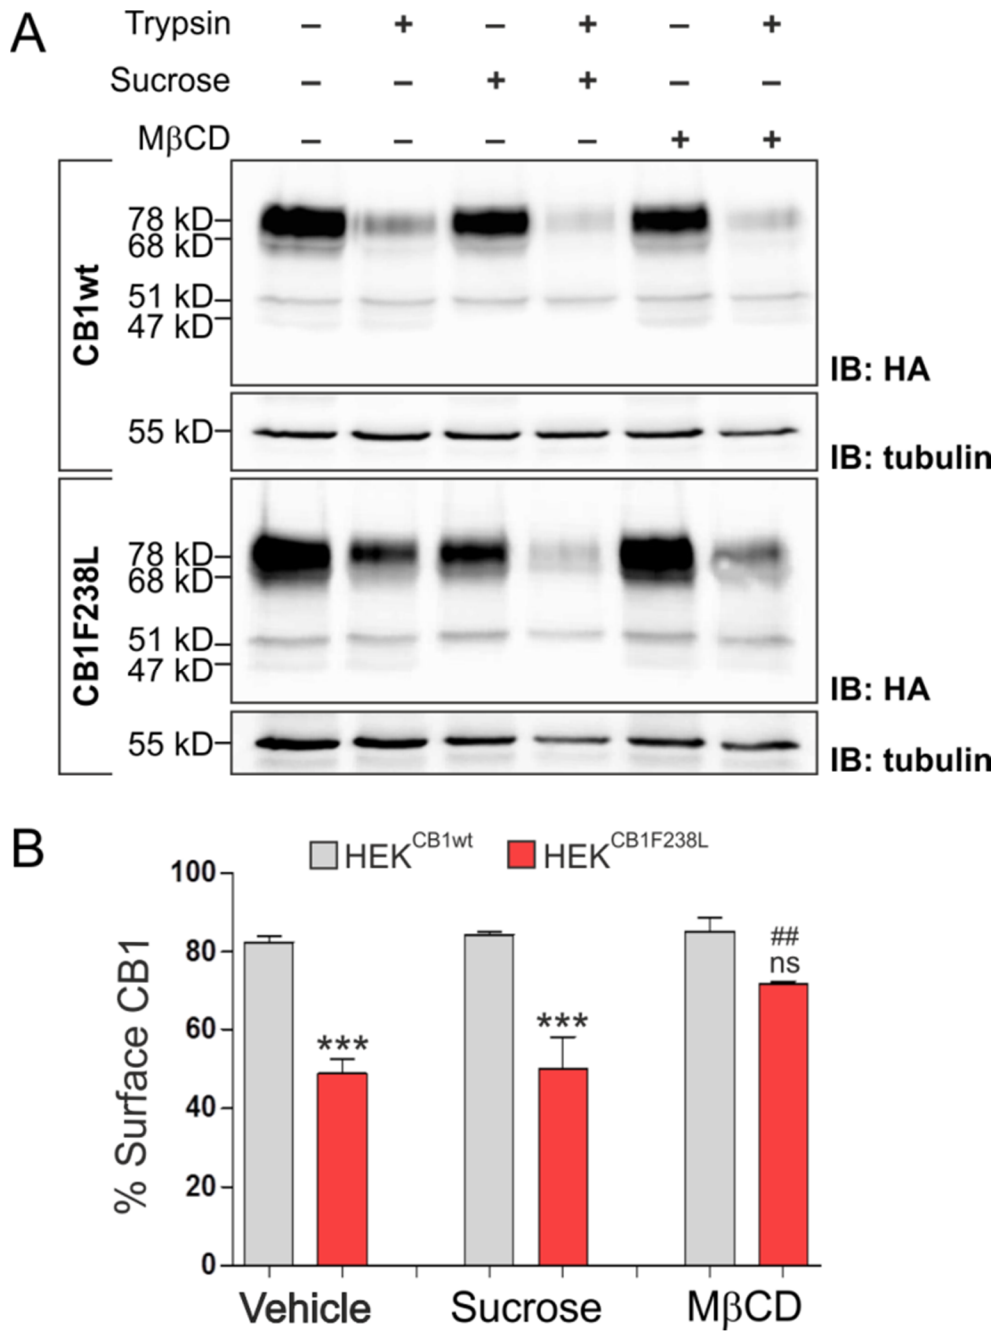 A
Trypsin – + – + – +
Sucrose – – + + – –
MβCD – – – – + +
CB1wt
78 kD
68 kD
51 kD
47 kD
IB: HA
55 kD
IB: tubulin
CB1F238L
78 kD
68 kD
51 kD
47 kD
IB: HA
55 kD
IB: tubulin
B
HEKCB1wt HEKCB1F238L
% Surface CB1
100
80
60
40
20
0
***
***
##
ns
Vehicle Sucrose MβCD